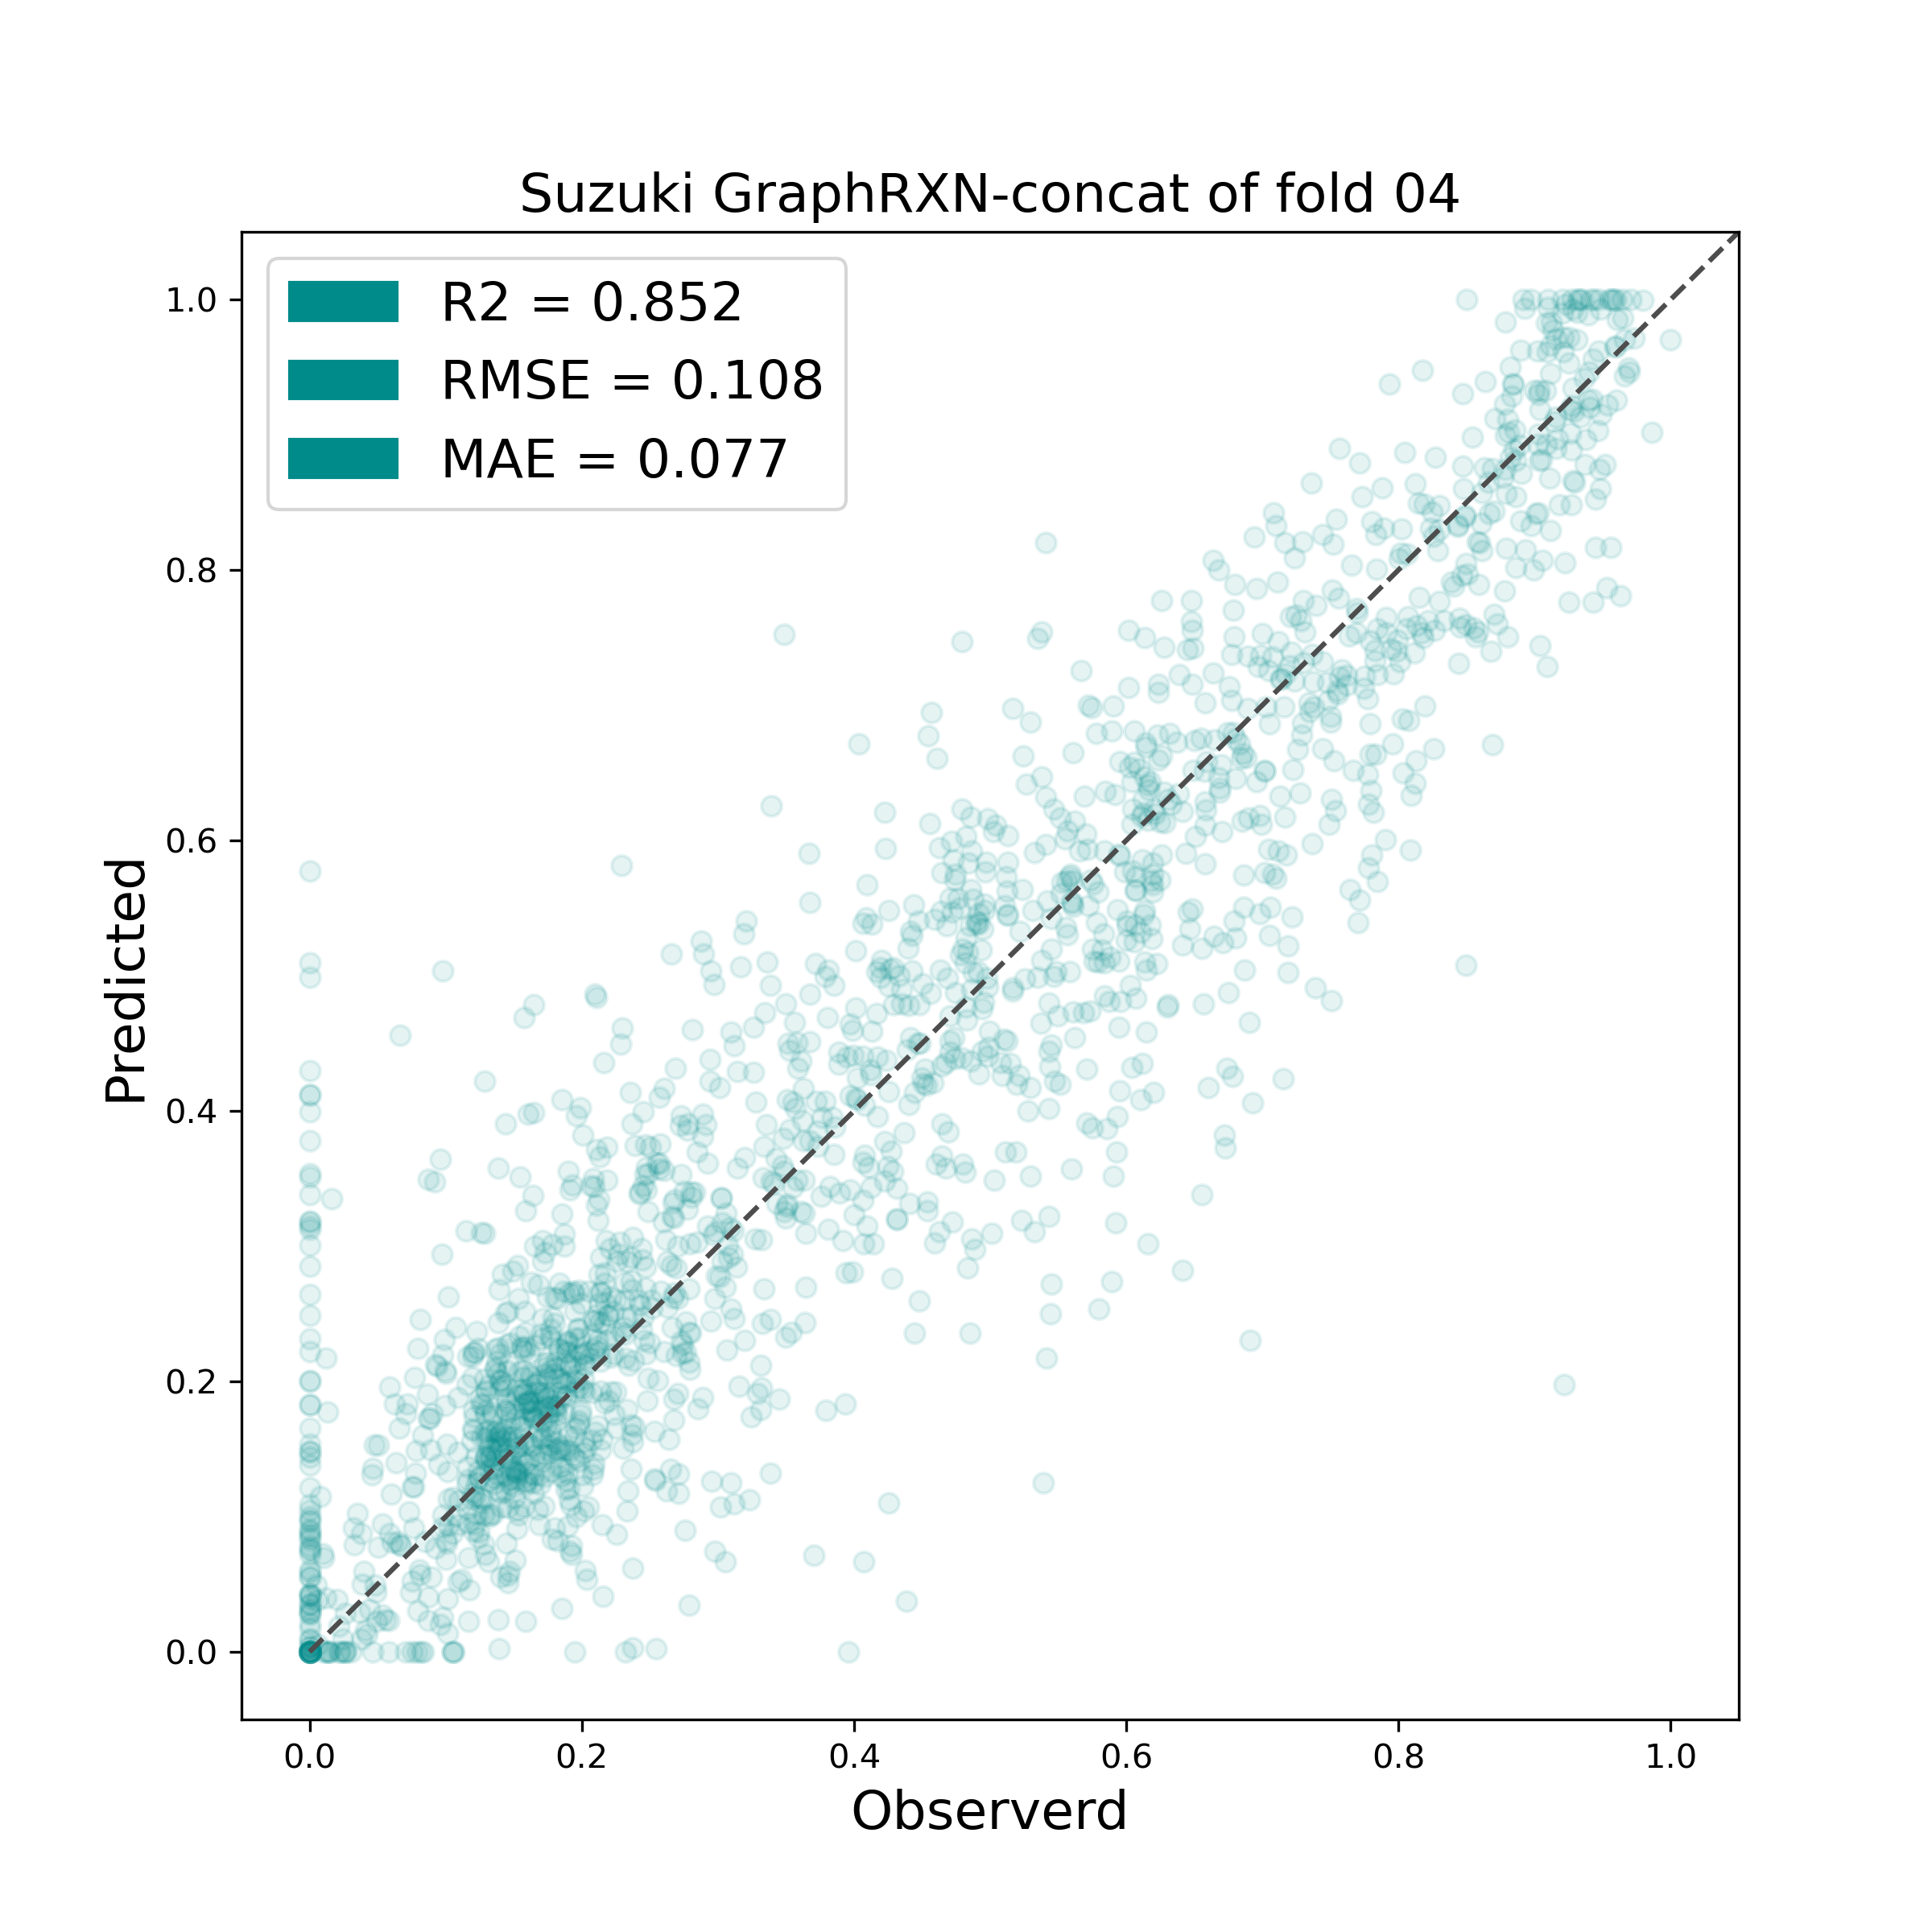 Suzuki GraphRXN-concat of fold 04
R2 = 0.852
RMSE = 0.108
MAE = 0.077
1.0
0.8
0.6
0.4
0.2
0.0
Predicted
0.0 0.2 0.4 0.6 0.8 1.0
Observerd